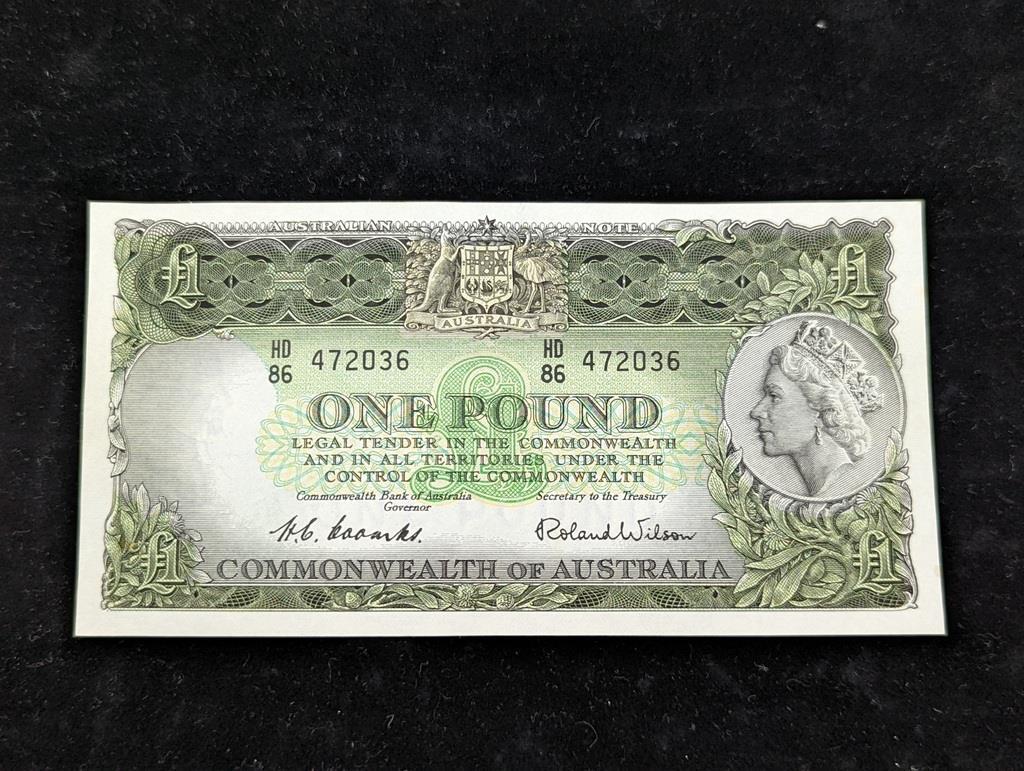 AUSTRALIAN NOTE
£1 £1
AUSTRALIA
HD 86 472036 HD 86 472036
ONE POUND
LEGAL TENDER IN THE COMMONWEALTH
AND IN ALL TERRITORIES UNDER THE
CONTROL OF THE COMMONWEALTH
Commonwealth Bank of Australia Secretary to the Treasury
Governor
H.C. Coombs. Roland Wilson
£1 £1
COMMONWEALTH OF AUSTRALIA